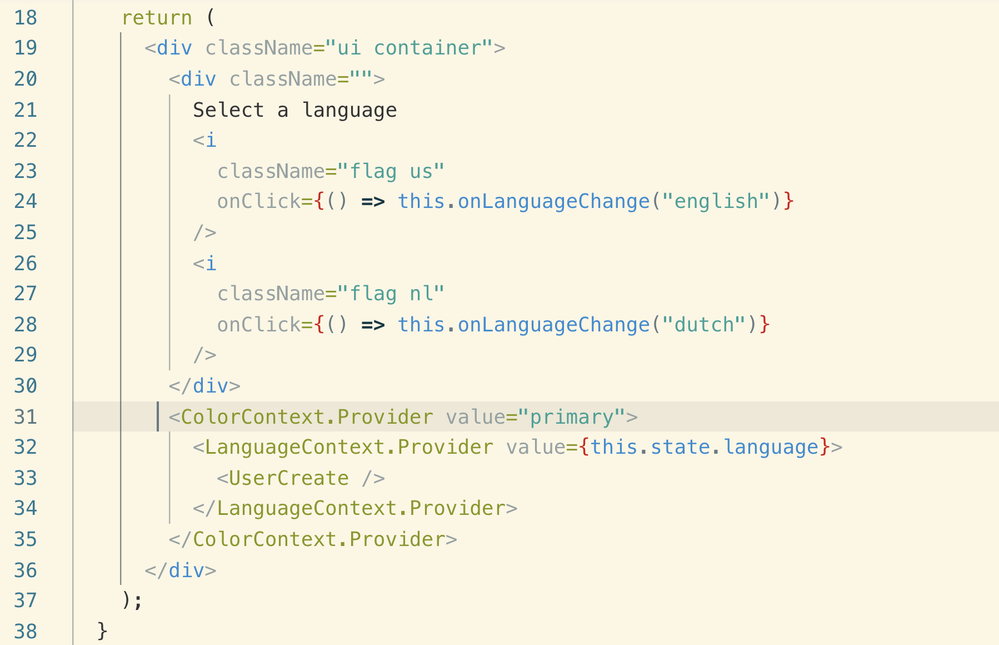 18 return (
19 <div className="ui container">
20 <div className="">
21 Select a language
22 <i
23 className="flag us"
24 onClick={() => this.onLanguageChange("english")}
25 />
26 <i
27 className="flag nl"
28 onClick={() => this.onLanguageChange("dutch")}
29 />
30 </div>
31 <ColorContext.Provider value="primary">
32 <LanguageContext.Provider value={this.state.language}>
33 <UserCreate />
34 </LanguageContext.Provider>
35 </ColorContext.Provider>
36 </div>
37 );
38 }